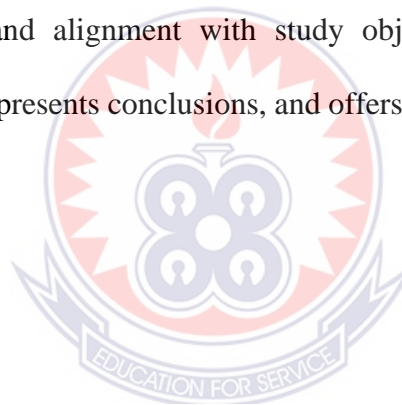 and alignment with study obj
presents conclusions, and offers
EDUCATION FOR SERVICE